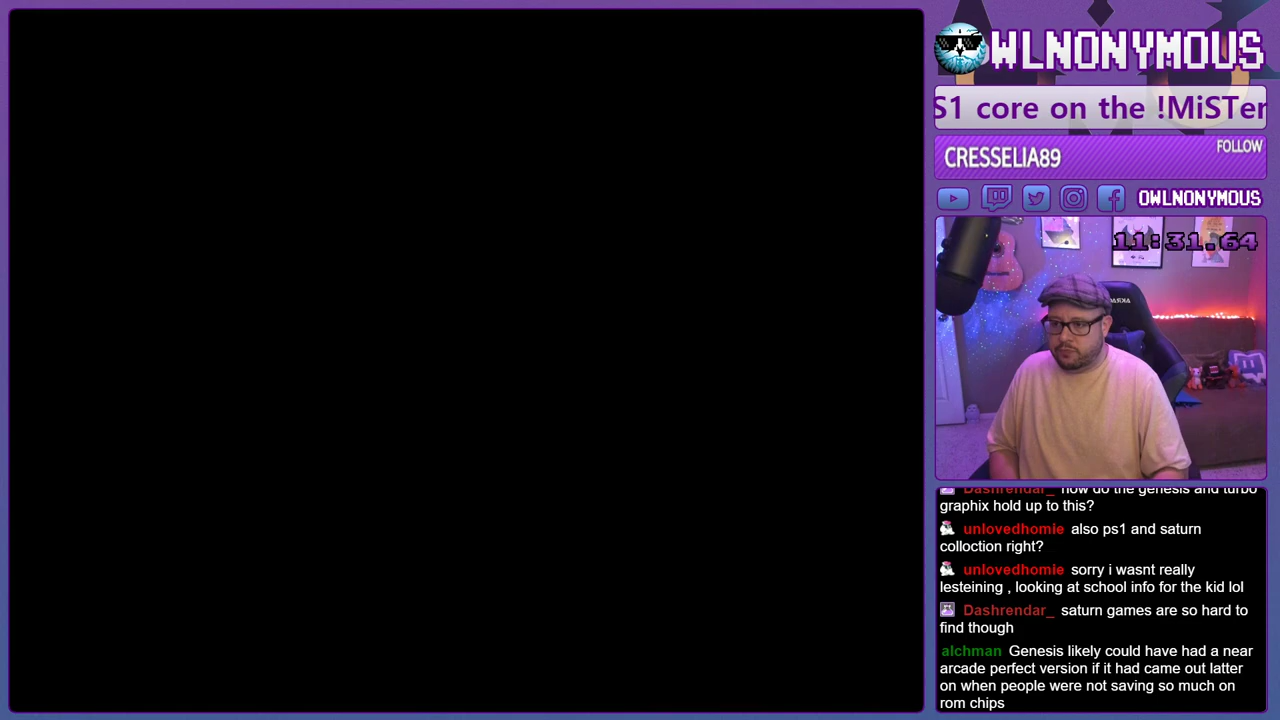 WLNONYMOUS
S1 core on the !MiSTer
CRESSELIA89
FOLLOW
OWLNONYMOUS
11:31.64
Dashrendar_ how do the genesis and turbo
graphix hold up to this?
unlovedhomie also ps1 and saturn
colloction right?
unlovedhomie sorry i wasnt really
lesteining , looking at school info for the kid lol
Dashrendar_ saturn games are so hard to
find though
alchman Genesis likely could have had a near
arcade perfect version if it had came out latter
on when people were not saving so much on
rom chips